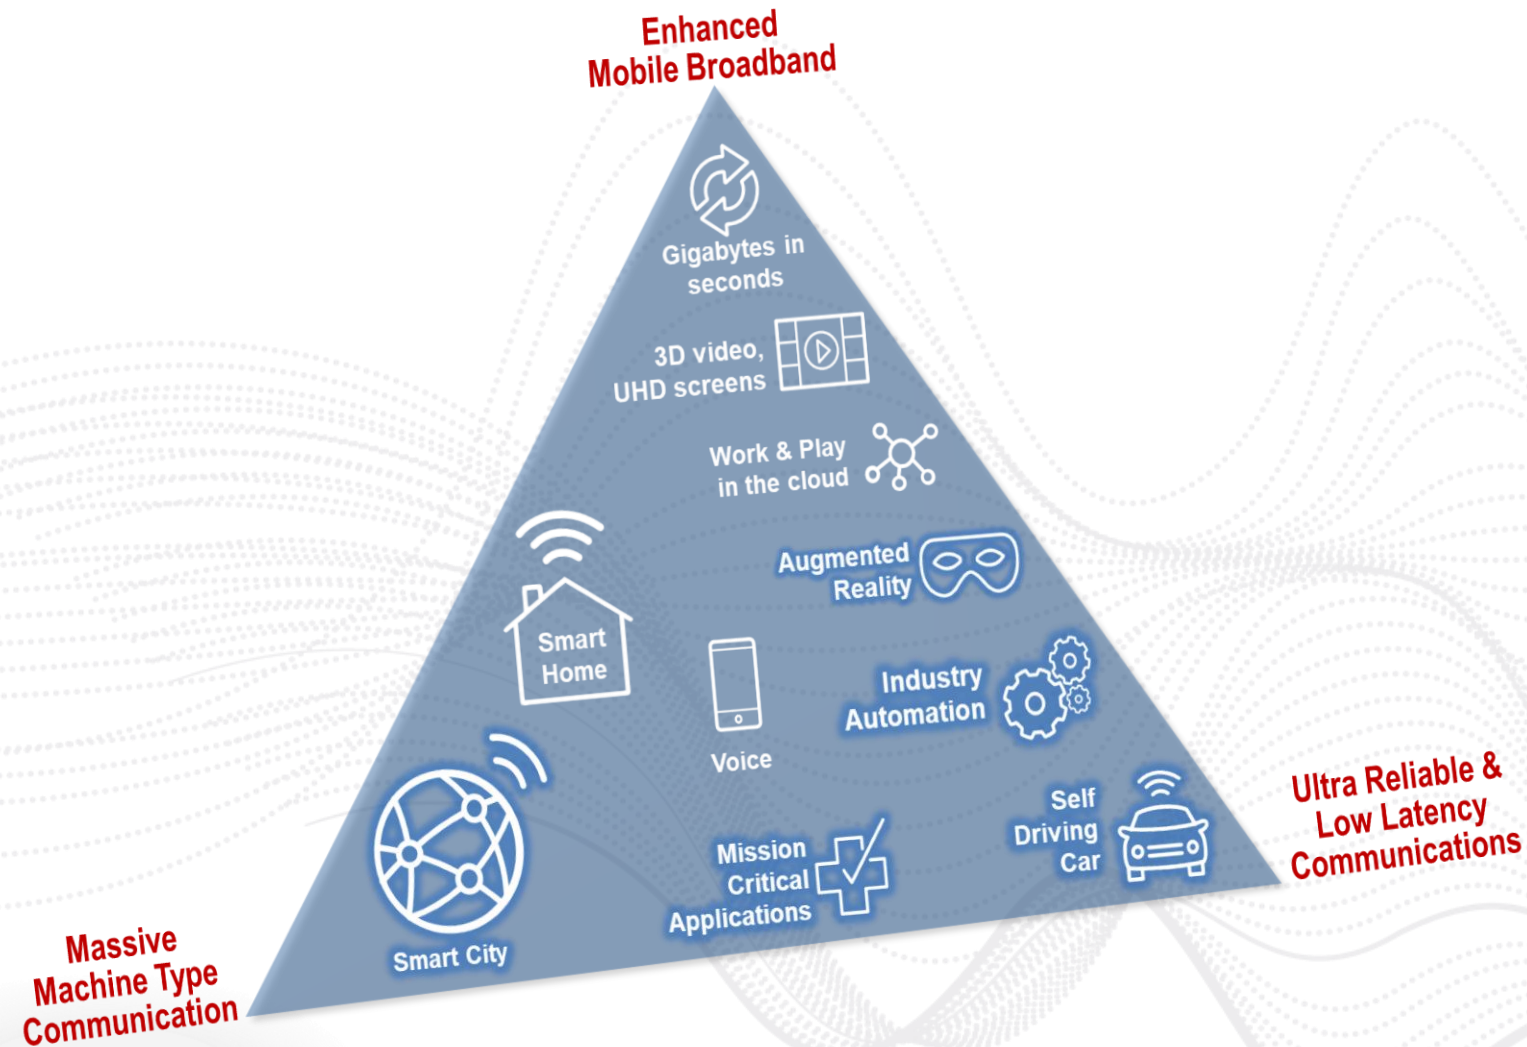 Enhanced
Mobile Broadband
Gigabytes in
seconds
3D video,
UHD screens
Work & Play
in the cloud
Augmented
Reality
Smart
Home
Industry
Automation
Voice
Self
Driving
Car
Ultra Reliable &
Low Latency
Communications
Mission
Critical
Applications
Smart City
Massive
Machine Type
Communication